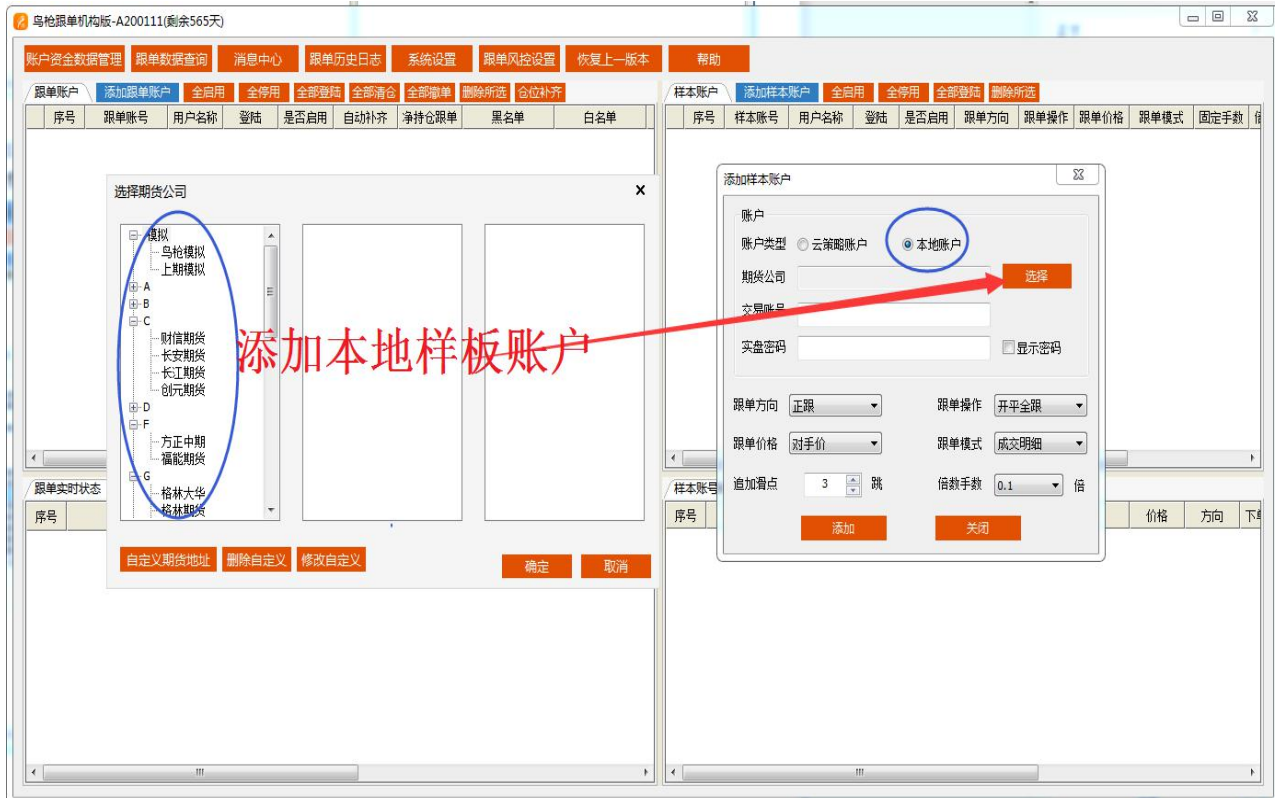 鸟枪跟单机构版-A200111(剩余565天)
账户资金数据管理 跟单数据查询 消息中心 跟单历史日志 系统设置 跟单风控设置 恢复上一版本 帮助
跟单账户 添加跟单账户 全启用 全停用 全部登陆 全部清仓 全部撤单 删除所选 仓位补齐
序号 跟单账号 用户名称 登陆 是否启用 自动补齐 净持仓跟单 黑名单 白名单
样本账户 添加样本账户 全启用 全停用 全部登陆 删除所选
序号 样本账号 用户名称 登陆 是否启用 跟单方向 跟单操作 跟单价格 跟单模式 固定手数
选择期货公司 x
模拟
鸟枪模拟
上期模拟
A
B
C
财信期货
长安期货
长江期货
创元期货
D
F
方正中期
福能期货
G
格林大华
格林期货
自定义期货地址 删除自定义 修改自定义 确定 取消
添加本地样板账户
添加样本账户
账户
账户类型 云策略账户 本地账户
期货公司 选择
交易账号
实盘密码 显示密码
跟单方向 正跟 跟单操作 开平全跟
跟单价格 对手价 跟单模式 成交明细
追加滑点 3 跳 倍数手数 0.1 倍
添加 关闭
跟单实时状态
序号
样本账号
序号 价格 方向